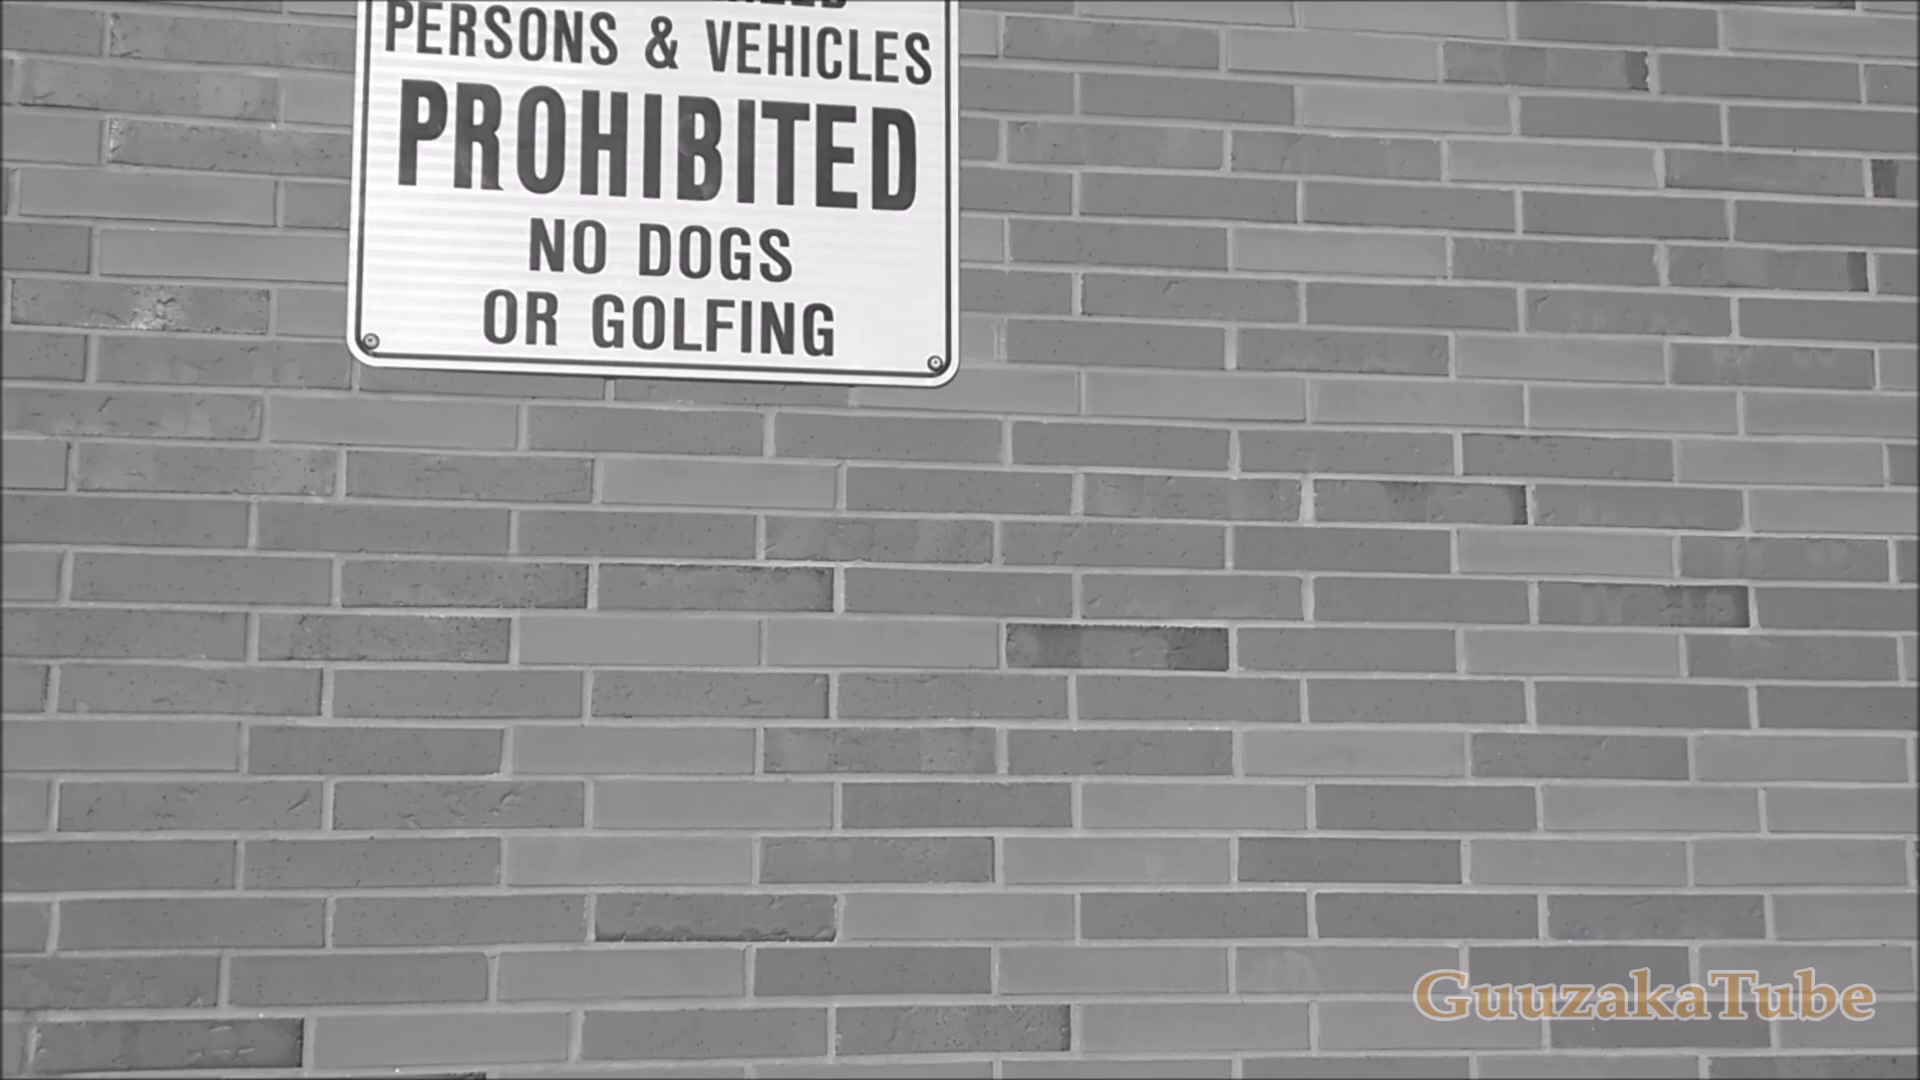 PERSONS & VEHICLES
PROHIBITED
NO DOGS
OR GOLFING
GuuzakaTube